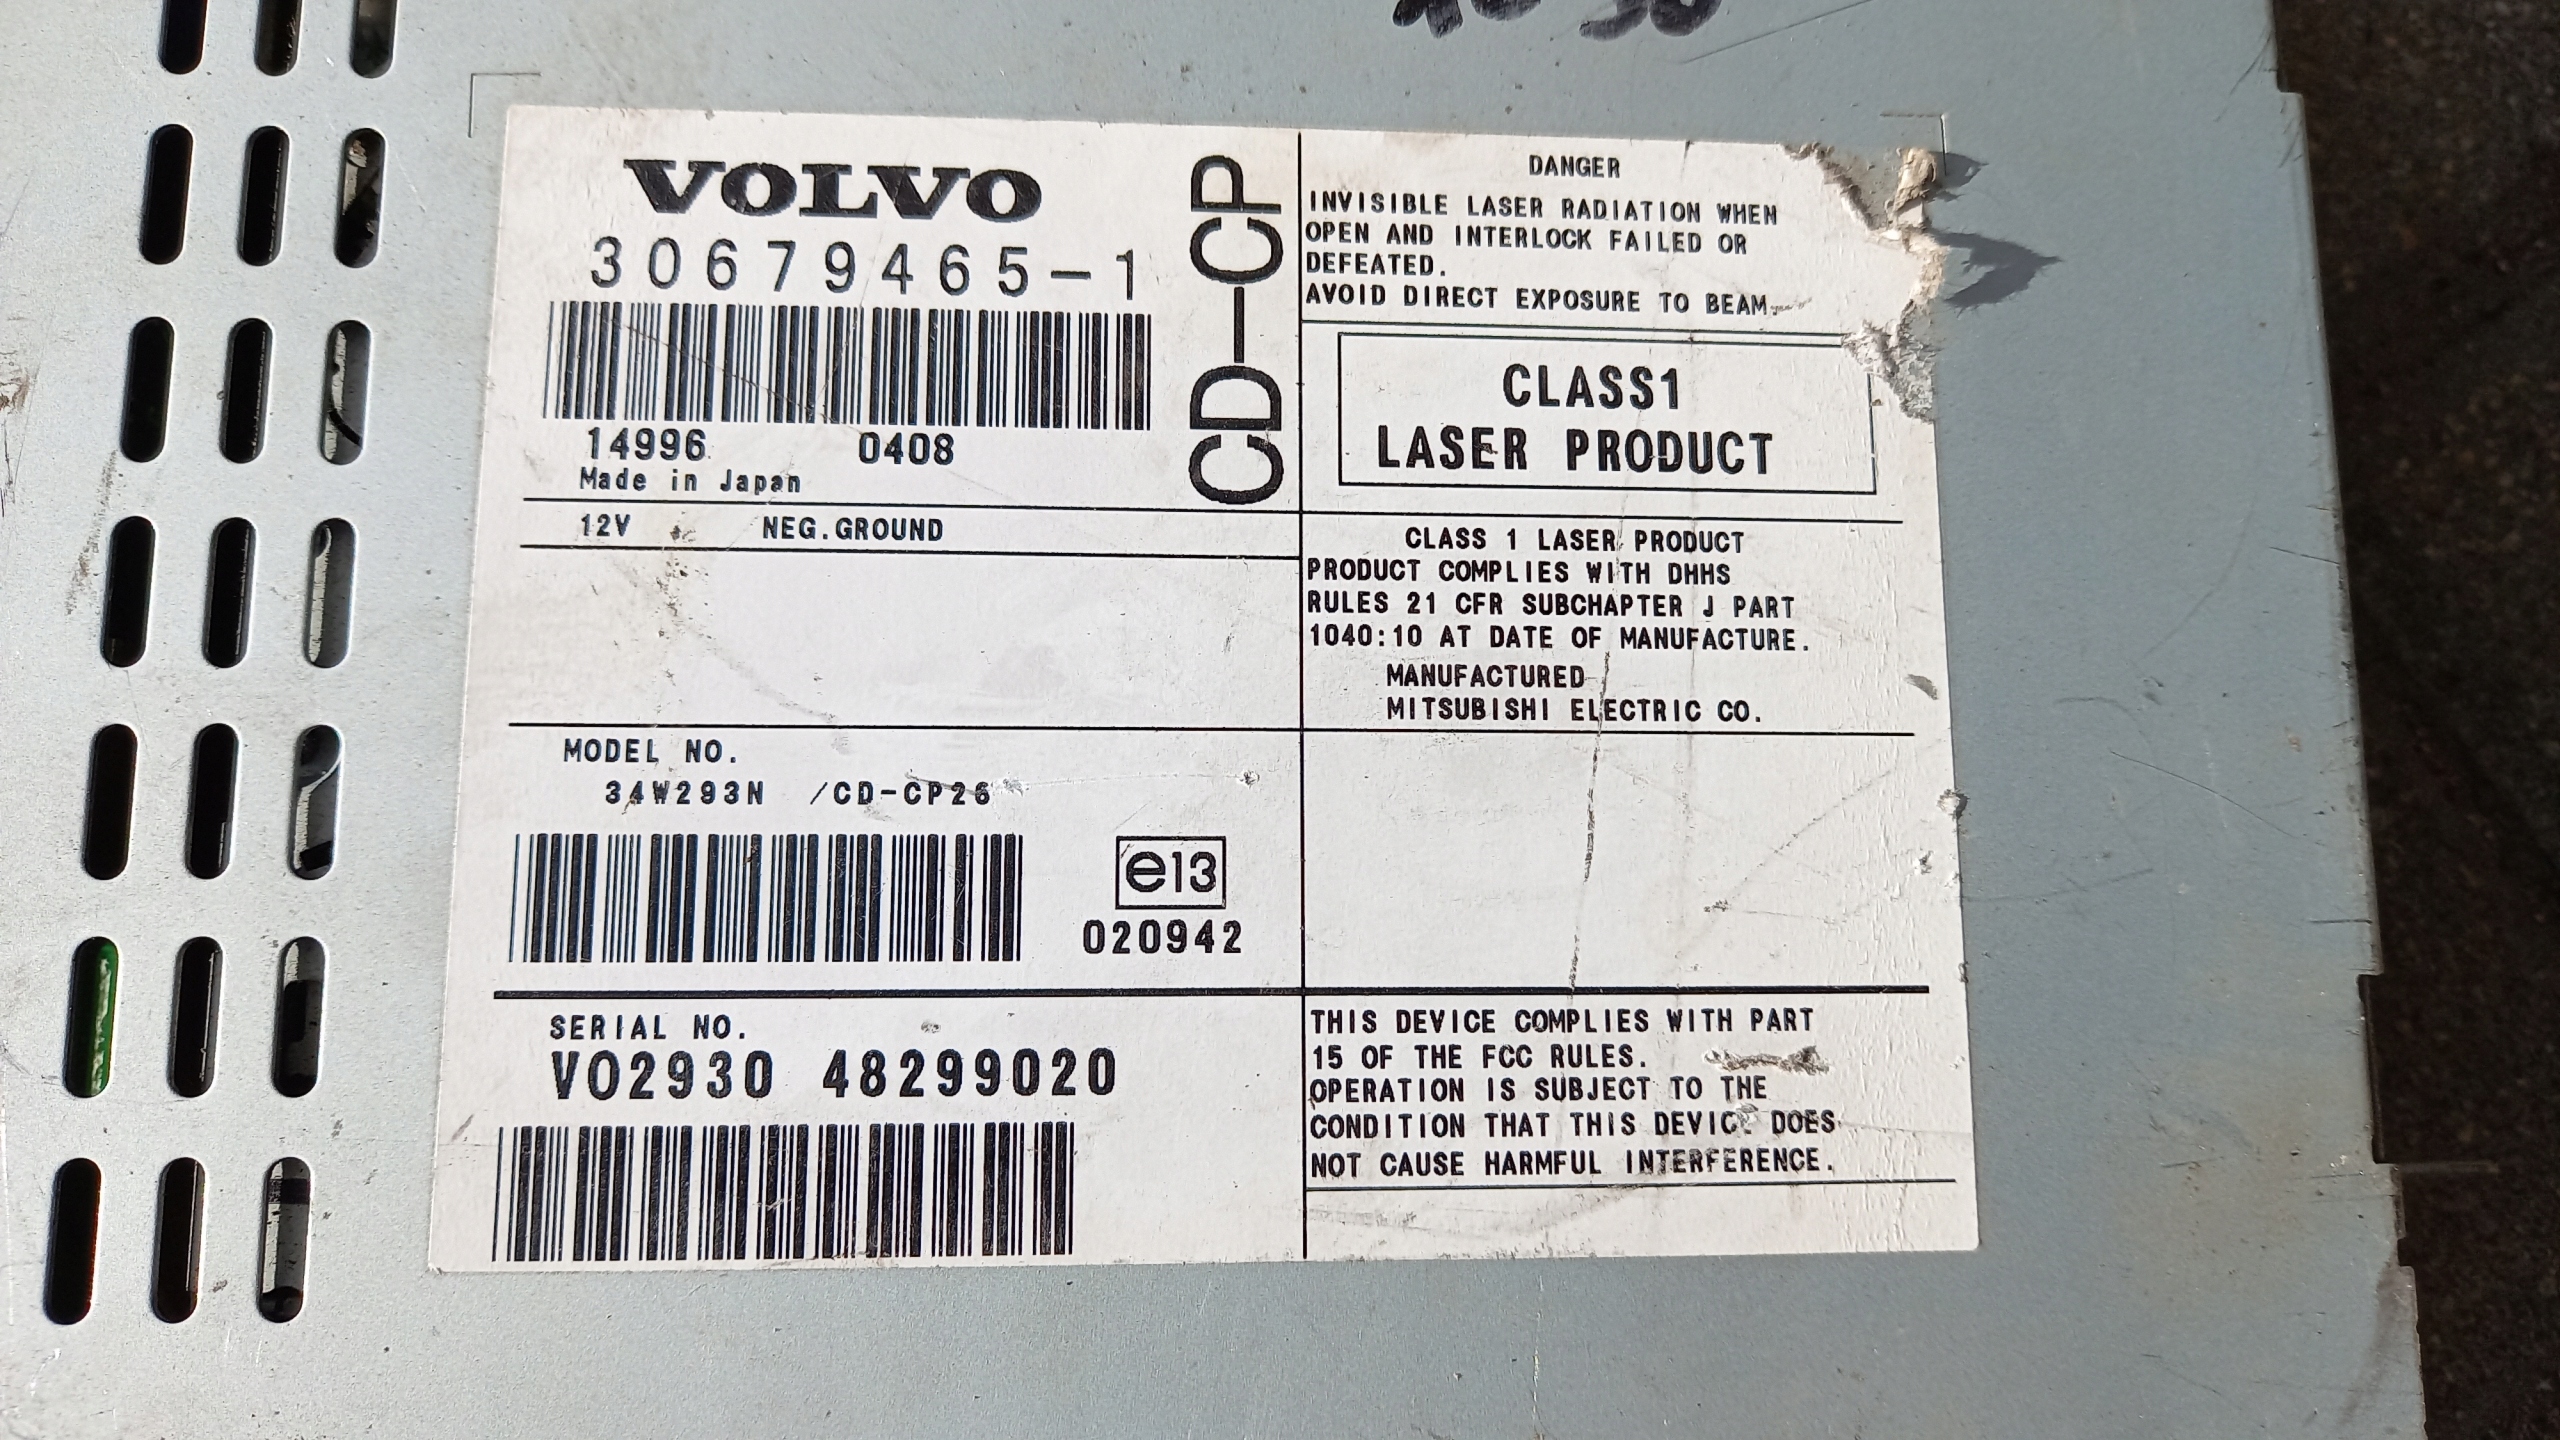 VOLVO
30679465-1
14996 0408
Made in Japan
CD-CP
12V NEG.GROUND
MODEL NO.
34W293N /CD-CP26
e13
020942
SERIAL NO.
VO2930 48299020
DANGER
INVISIBLE LASER RADIATION WHEN
OPEN AND INTERLOCK FAILED OR
DEFEATED.
AVOID DIRECT EXPOSURE TO BEAM.
CLASS1
LASER PRODUCT
CLASS 1 LASER PRODUCT
PRODUCT COMPLIES WITH DHHS
RULES 21 CFR SUBCHAPTER J PART
1040:10 AT DATE OF MANUFACTURE.
MANUFACTURED
MITSUBISHI ELECTRIC CO.
THIS DEVICE COMPLIES WITH PART
15 OF THE FCC RULES.
OPERATION IS SUBJECT TO THE
CONDITION THAT THIS DEVICE DOES
NOT CAUSE HARMFUL INTERFERENCE.